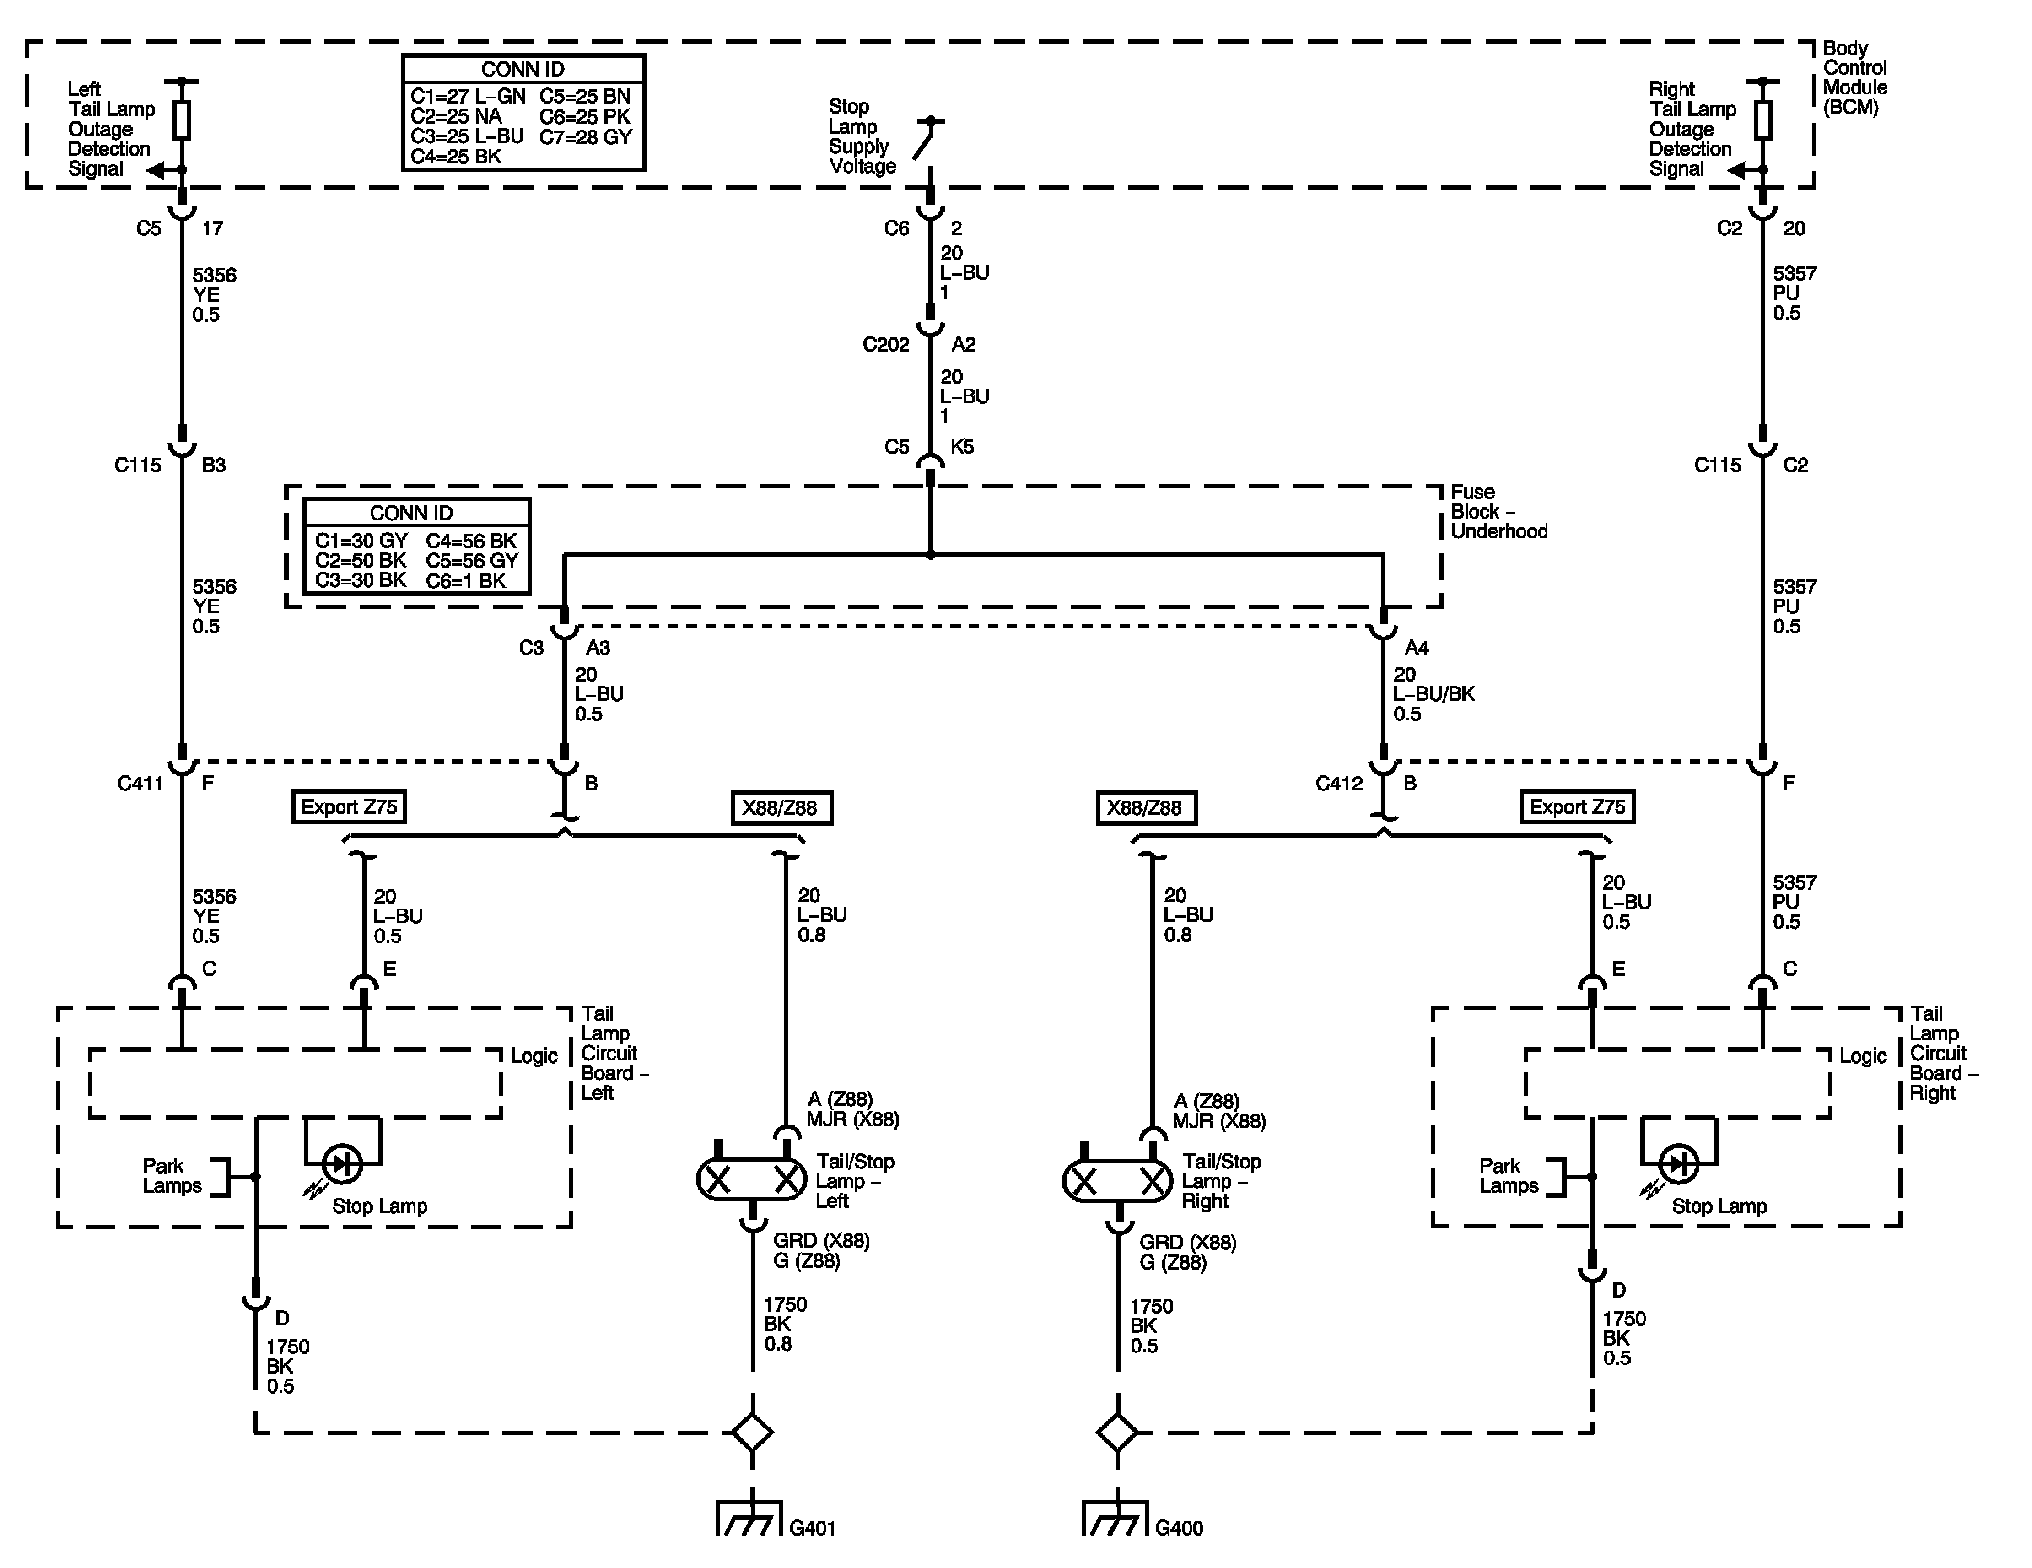 Body
Control
Module
(BCM)
Left
Tail Lamp
Outage
Detection
Signal
CONN ID
C1=27 L-GN C5=25 BN
C2=25 NA C6=25 PK
C3=25 L-BU C7=28 GY
C4=25 BK
Stop
Lamp
Supply
Voltage
Right
Tail Lamp
Outage
Detection
Signal
C5 17
C6 2
C2 20
5356
YE
0.5
20
L-BU
1
5357
PU
0.5
C202 A2
20
L-BU
1
C115 B3
C5 K5
C115 C2
Fuse
Block -
Underhood
CONN ID
C1=30 GY C4=56 BK
C2=50 BK C5=56 GY
C3=30 BK C6=1 BK
5356
YE
0.5
5357
PU
0.5
C3 A3
A4
20
L-BU
0.5
20
L-BU/BK
0.5
C411 F
B
C412 B
F
Export Z75
X88/Z88
X88/Z88
Export Z75
5356
YE
0.5
20
L-BU
0.5
20
L-BU
0.8
20
L-BU
0.8
20
L-BU
0.5
5357
PU
0.5
C
E
E
C
Tail
Lamp
Circuit
Board -
Left
Logic
Tail
Lamp
Circuit
Board -
Right
Logic
A (Z88)
MJR (X88)
A (Z88)
MJR (X88)
Park
Lamps
Stop Lamp
Tail/Stop
Lamp -
Left
Tail/Stop
Lamp -
Right
Park
Lamps
Stop Lamp
GRD (X88)
G (Z88)
GRD (X88)
G (Z88)
D
1750
BK
0.5
1750
BK
0.8
1750
BK
0.5
D
1750
BK
0.5
G401
G400